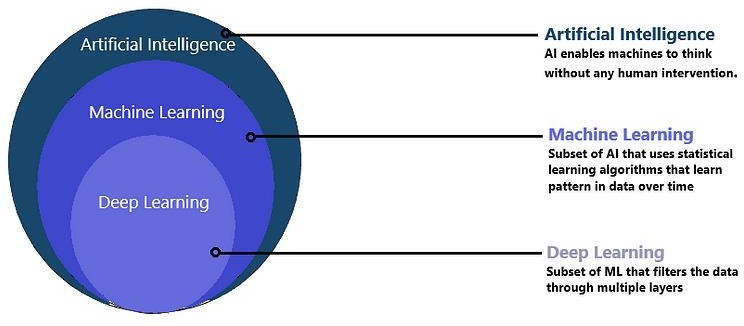 Artificial Intelligence
Machine Learning
Deep Learning
Artificial Intelligence
AI enables machines to think
without any human intervention.
Machine Learning
Subset of AI that uses statistical
learning algorithms that learn
pattern in data over time
Deep Learning
Subset of ML that filters the data
through multiple layers